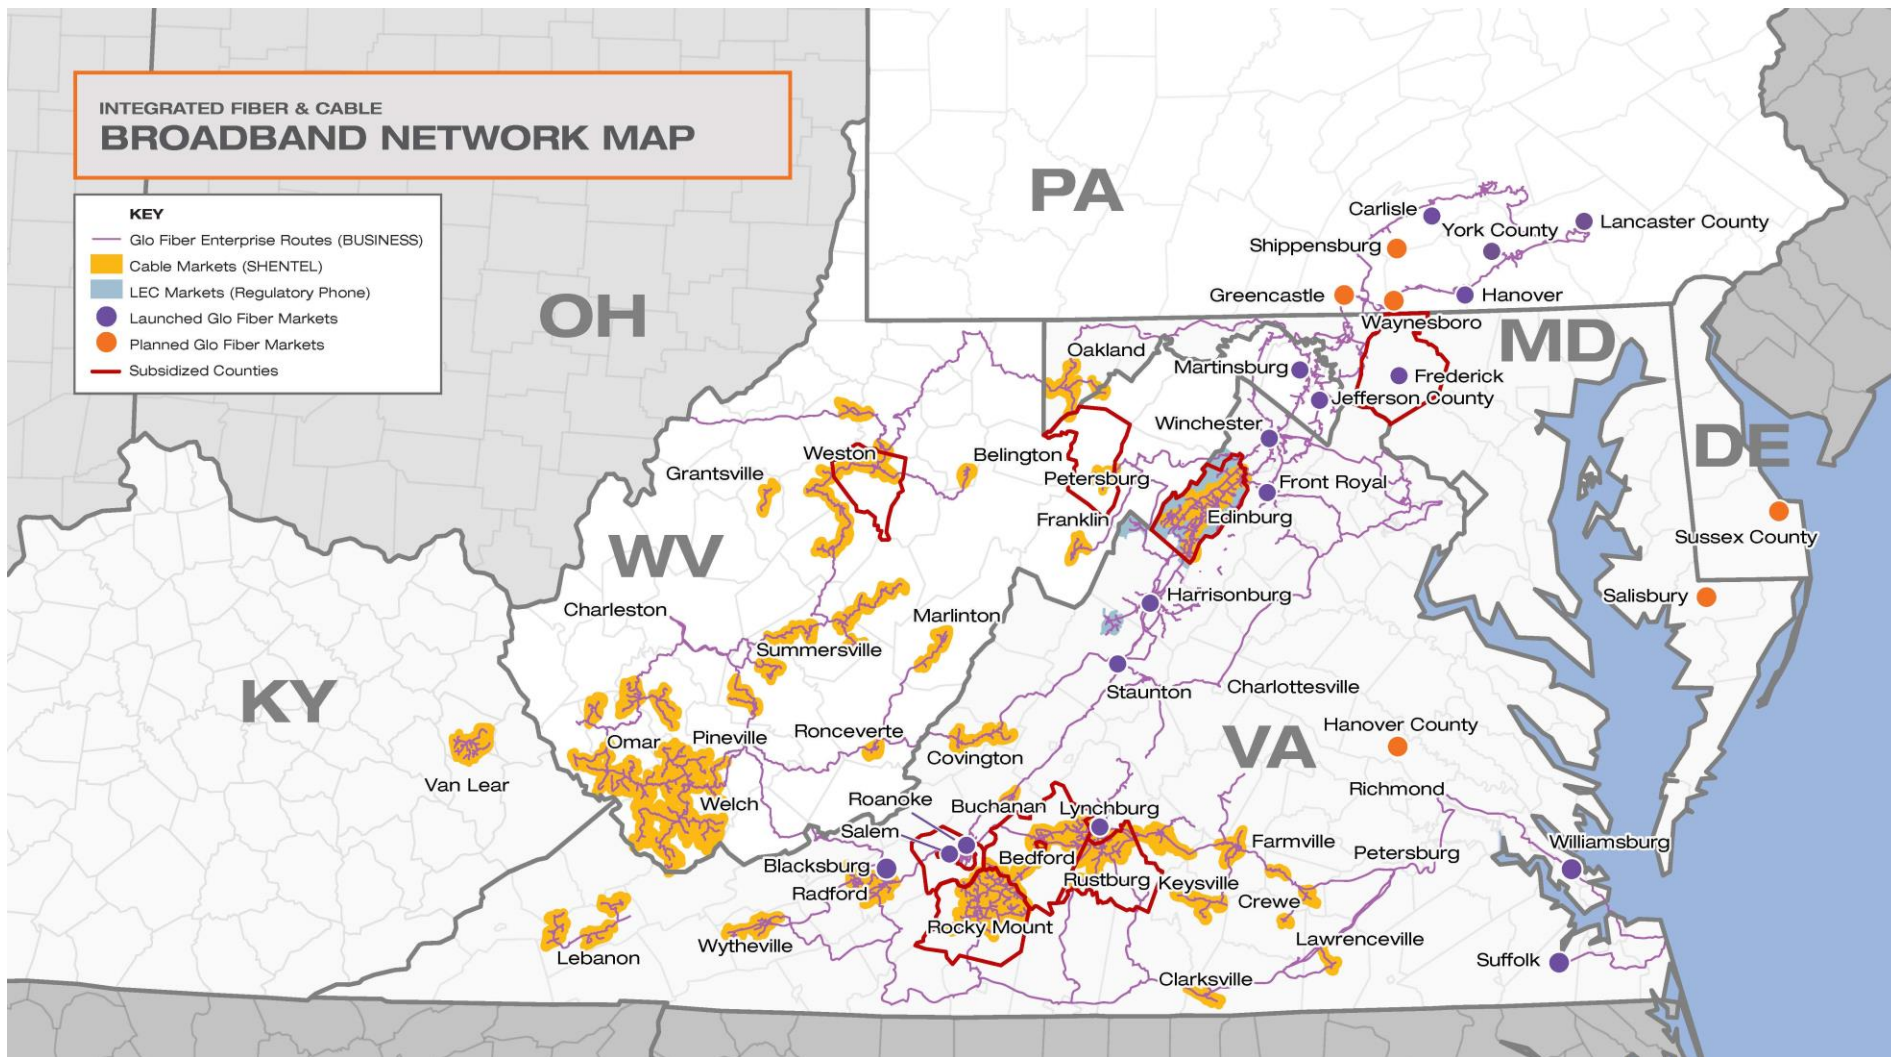 INTEGRATED FIBER & CABLE
BROADBAND NETWORK MAP
KEY
Glo Fiber Enterprise Routes (BUSINESS)
Cable Markets (SHENTEL)
LEC Markets (Regulatory Phone)
Launched Glo Fiber Markets
Planned Glo Fiber Markets
Subsidized Counties
PA
Carlisle
Lancaster County
York County
Shippensburg
Greencastle
Hanover
Waynesboro
OH
MD
Oakland
Martinsburg
Frederick
Jefferson County
Winchester
DE
Weston
Belington
Grantsville
Petersburg
Front Royal
Franklin
Edinburg
Sussex County
WV
Harrisonburg
Salisbury
Charleston
Marlinton
Summersville
Staunton
Charlottesville
KY
Hanover County
VA
Ronceverte
Pineville
Omar
Covington
Van Lear
Richmond
Welch
Roanoke
Buchanan
Lynchburg
Salem
Farmville
Williamsburg
Petersburg
Bedford
Blacksburg
Rustburg
Keysville
Radford
Crewe
Rocky Mount
Wytheville
Lawrenceville
Lebanon
Suffolk
Clarksville